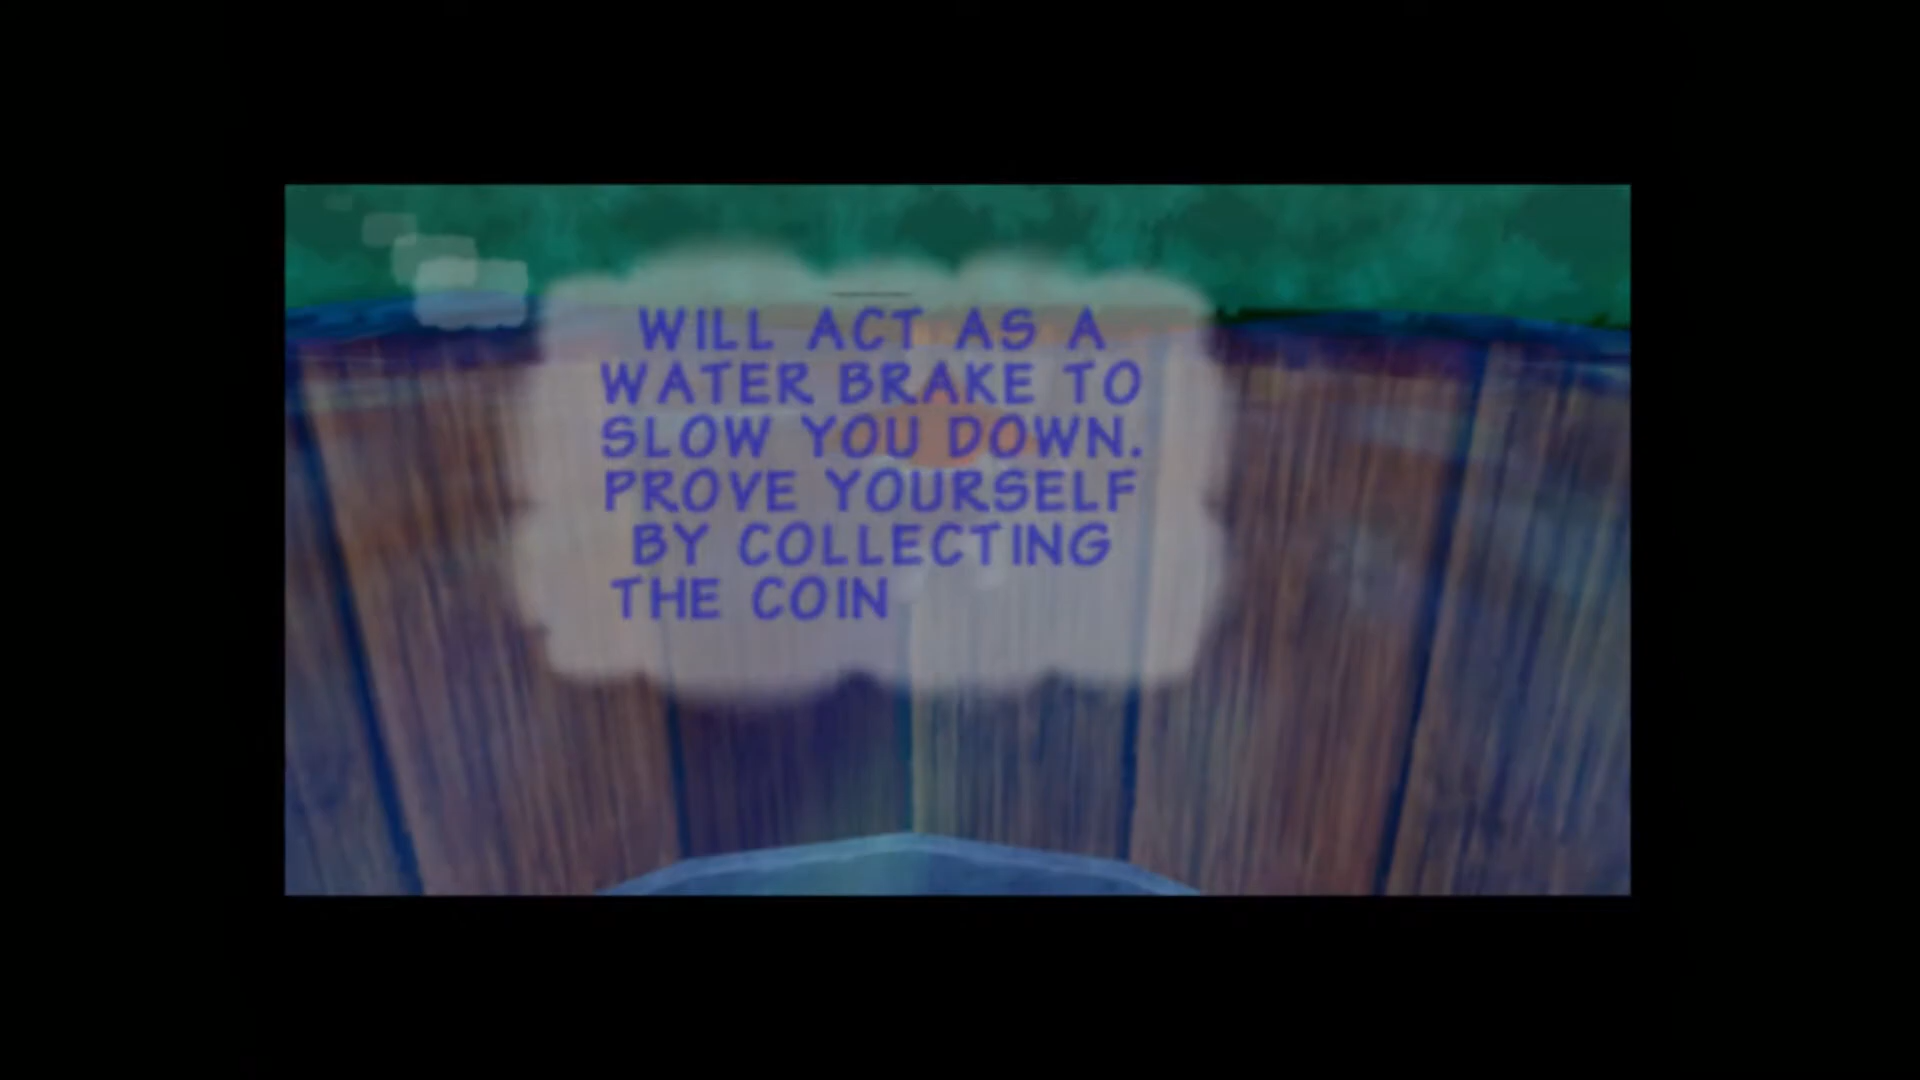 WILL ACT AS A
WATER BRAKE TO
SLOW YOU DOWN.
PROVE YOURSELF
BY COLLECTING
THE COIN